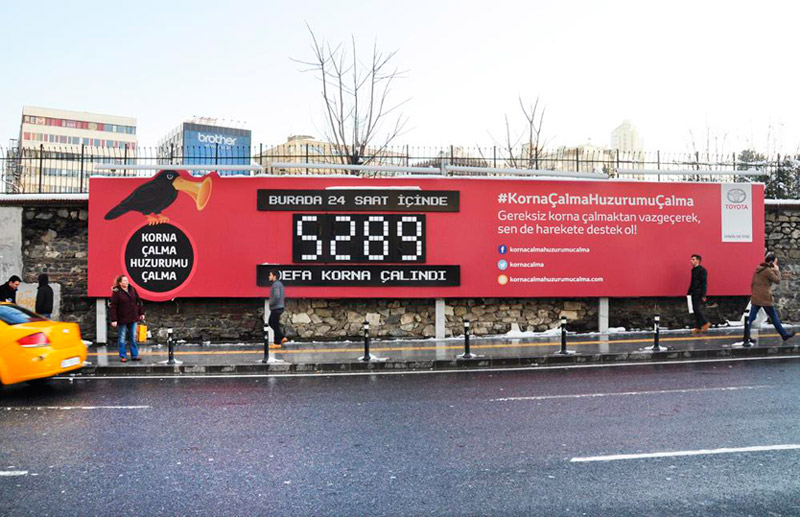 brother
KORNA
ÇALMA
HUZURUMU
ÇALMA
BURADA 24 SAAT İÇİNDE
5289
DEFA KORNA ÇALINDI
#KornaÇalmaHuzurumuÇalma
Gereksiz korna çalmaktan vazgeçerek,
sen de harekete destek ol!
kornacalmahuzurumucalma
kornacalma
kornacalmahuzurumucalma.com
TOYOTA